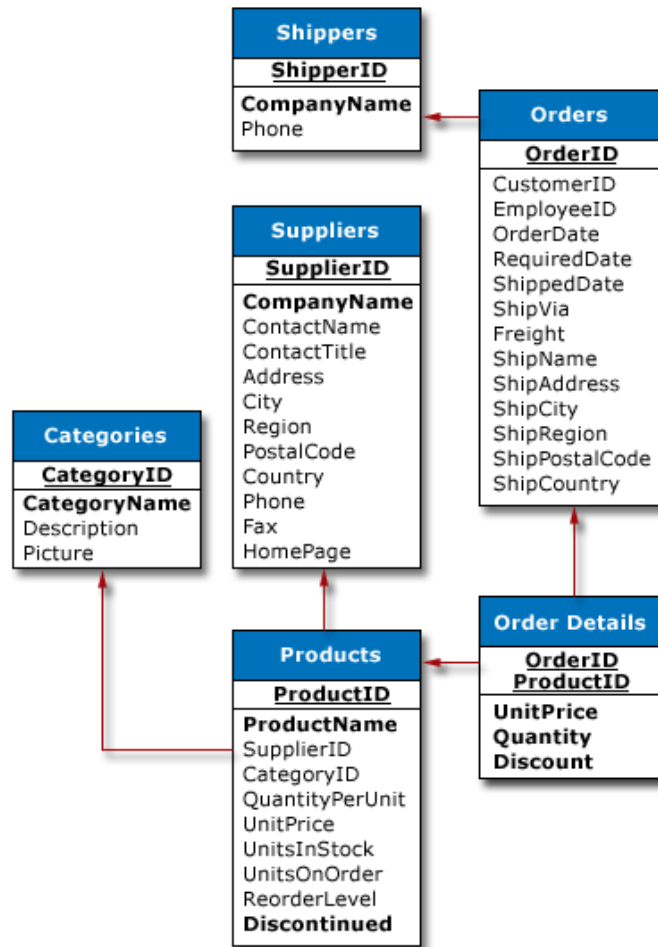 Shippers
ShipperID
CompanyName
Phone
Orders
OrderID
CustomerID
EmployeeID
OrderDate
RequiredDate
ShippedDate
ShipVia
Freight
ShipName
ShipAddress
ShipCity
ShipRegion
ShipPostalCode
ShipCountry
Suppliers
SupplierID
CompanyName
ContactName
ContactTitle
Address
City
Region
PostalCode
Country
Phone
Fax
HomePage
Categories
CategoryID
CategoryName
Description
Picture
Products
ProductID
ProductName
SupplierID
CategoryID
QuantityPerUnit
UnitPrice
UnitsInStock
UnitsOnOrder
ReorderLevel
Discontinued
Order Details
OrderID
ProductID
UnitPrice
Quantity
Discount